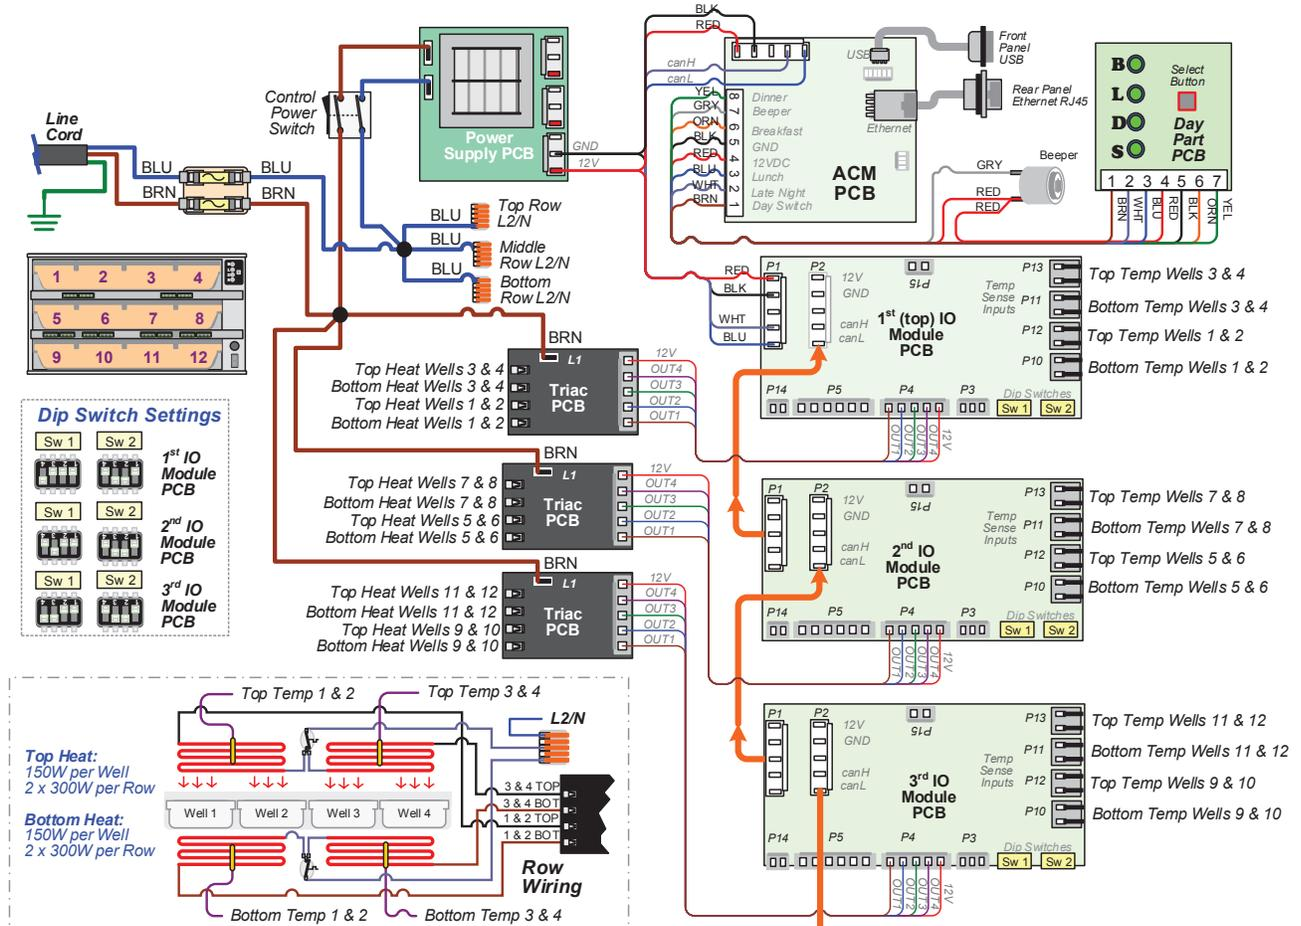 Line
Cord
BLU
BRN
BLU
BRN
Control
Power
Switch
Power
Supply PCB
GND
12V
BLU
BLU
BLU
Top Row
L2/N
Middle
Row L2/N
Bottom
Row L2/N
BLK
RED
canH
canL
YEL
GRY
ORN
BLK
RED
BLU
WHT
BRN
8 Dinner
7 Beeper
6 Breakfast
5 GND
4 12VDC
3 Lunch
2 Late Night
1 Day Switch
USB
Ethernet
ACM
PCB
Front
Panel
USB
Rear Panel
Ethernet RJ45
GRY
RED
RED
Beeper
B
L
D
S
Select
Button
Day
Part
PCB
1 2 3 4 5 6 7
BRN
WHT
BLU
RED
BLK
ORN
YEL
1 2 3 4
5 6 7 8
9 10 11 12
Dip Switch Settings
Sw 1 Sw 2
1st IO
Module
PCB
Sw 1 Sw 2
2nd IO
Module
PCB
Sw 1 Sw 2
3rd IO
Module
PCB
BRN
L1
Triac
PCB
Top Heat Wells 3 & 4
Bottom Heat Wells 3 & 4
Top Heat Wells 1 & 2
Bottom Heat Wells 1 & 2
12V
OUT4
OUT3
OUT2
OUT1
BRN
L1
Triac
PCB
Top Heat Wells 7 & 8
Bottom Heat Wells 7 & 8
Top Heat Wells 5 & 6
Bottom Heat Wells 5 & 6
12V
OUT4
OUT3
OUT2
OUT1
BRN
L1
Triac
PCB
Top Heat Wells 11 & 12
Bottom Heat Wells 11 & 12
Top Heat Wells 9 & 10
Bottom Heat Wells 9 & 10
12V
OUT4
OUT3
OUT2
OUT1
RED
BLK
WHT
BLU
P1
P2
12V
GND
canH
canL
P15
1st (top) IO
Module
PCB
Temp
Sense
Inputs
P13
P11
P12
P10
Top Temp Wells 3 & 4
Bottom Temp Wells 3 & 4
Top Temp Wells 1 & 2
Bottom Temp Wells 1 & 2
P14
P5
P4
P3
Dip Switches
Sw 1 Sw 2
OUT1
OUT2
OUT3
OUT4
12V
P1
P2
12V
GND
canH
canL
P15
2nd IO
Module
PCB
Temp
Sense
Inputs
P13
P11
P12
P10
Top Temp Wells 7 & 8
Bottom Temp Wells 7 & 8
Top Temp Wells 5 & 6
Bottom Temp Wells 5 & 6
P14
P5
P4
P3
Dip Switches
Sw 1 Sw 2
OUT1
OUT2
OUT3
OUT4
12V
P1
P2
12V
GND
canH
canL
P15
3rd IO
Module
PCB
Temp
Sense
Inputs
P13
P11
P12
P10
Top Temp Wells 11 & 12
Bottom Temp Wells 11 & 12
Top Temp Wells 9 & 10
Bottom Temp Wells 9 & 10
P14
P5
P4
P3
Dip Switches
Sw 1 Sw 2
OUT1
OUT2
OUT3
OUT4
12V
Top Temp 1 & 2
Top Temp 3 & 4
L2/N
Top Heat:
150W per Well
2 x 300W per Row
Bottom Heat:
150W per Well
2 x 300W per Row
Well 1 Well 2 Well 3 Well 4
3 & 4 TOP
3 & 4 BOT
1 & 2 TOP
1 & 2 BOT
Row
Wiring
Bottom Temp 1 & 2
Bottom Temp 3 & 4